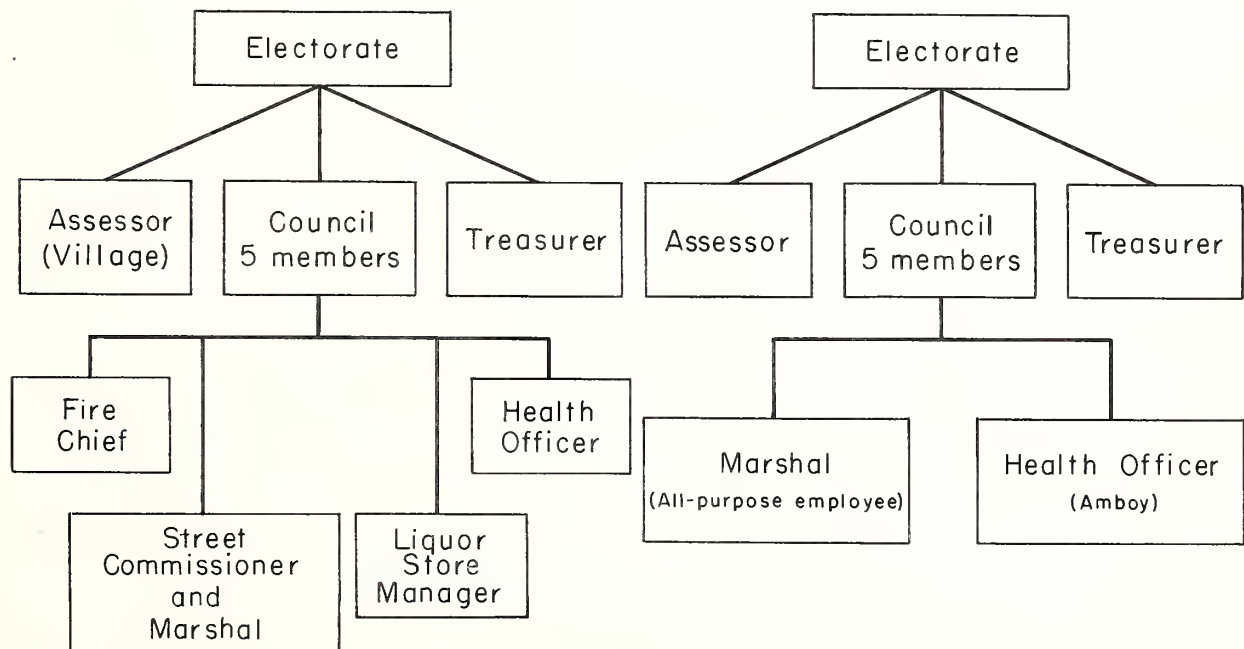 Electorate
Assessor
(Village)
Council
5 members
Treasurer
Fire
Chief
Street
Commissioner
and
Marshal
Liquor
Store
Manager
Health
Officer
Electorate
Assessor
Council
5 members
Treasurer
Marshal
(All-purpose employee)
Health Officer
(Amboy)